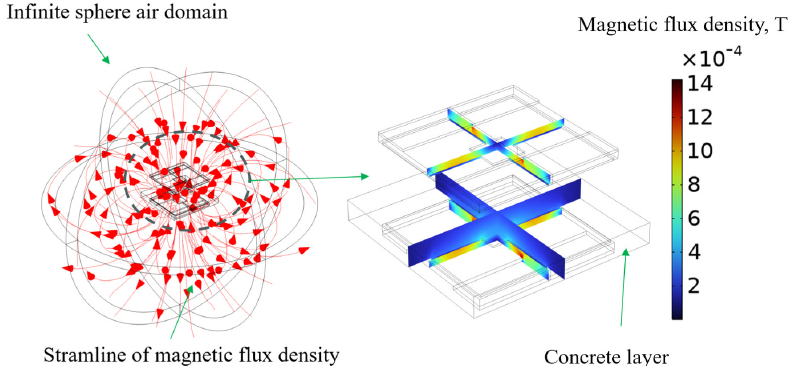 Infinite sphere air domain
Magnetic flux density, T
×10⁻⁴
14
12
10
8
6
4
2
Stramline of magnetic flux density
Concrete layer